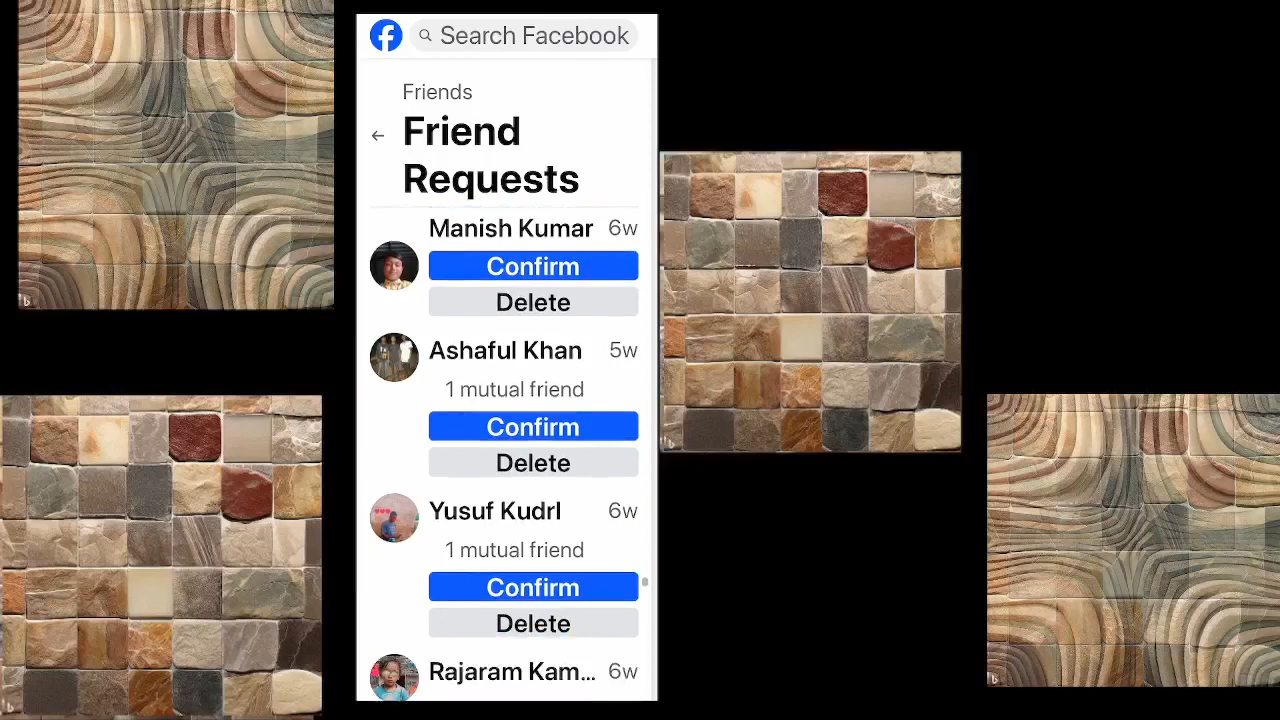 Search Facebook
Friends
Friend
Requests
Manish Kumar 6w
Confirm
Delete
Ashaful Khan 5w
1 mutual friend
Confirm
Delete
Yusuf Kudrl 6w
1 mutual friend
Confirm
Delete
Rajaram Kam... 6w